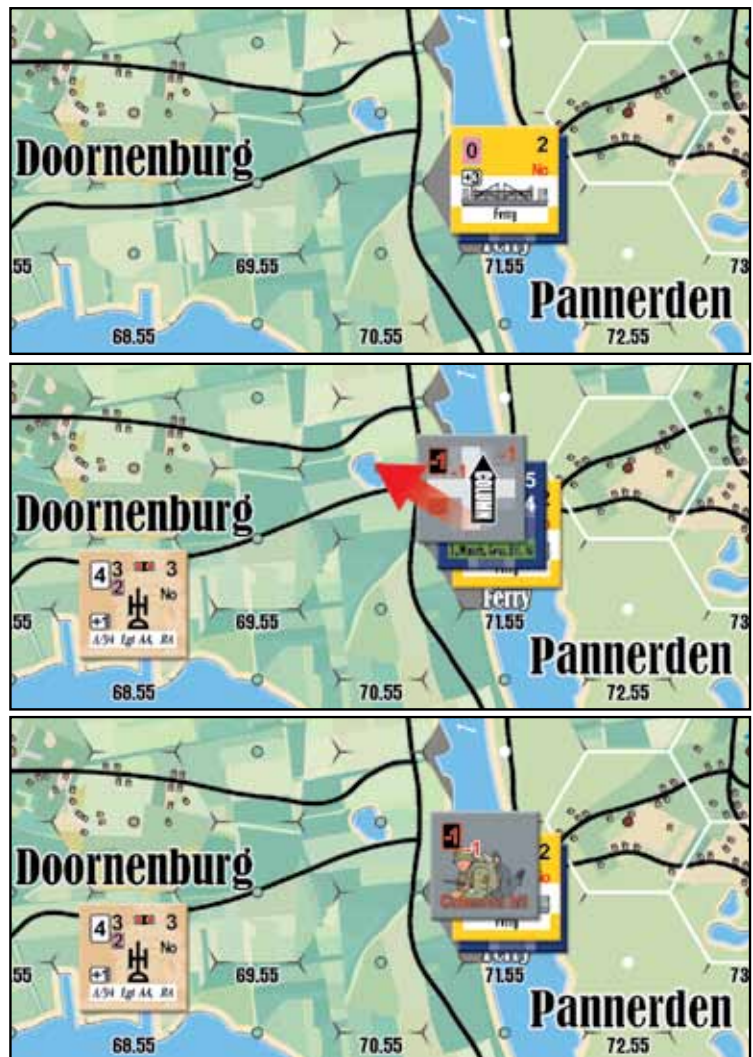 0 2
No
+3
Ferry
Doornenburg
.55 69.55 71.55 73
Pannerden
68.55 70.55 72.55
-1 -1 -1
COLUMN
5
4
Doornenburg
4 3 3
2 No
+1
A/94 Lgt AA, RA
Ferry
55 69.55 71.55 73
Pannerden
68.55 70.55 72.55
-1 -1
2
Doornenburg
4 3 3
2 No
+1
A/94 Lgt AA, RA
55 69.55 71.55 73
Pannerden
68.55 70.55 72.55